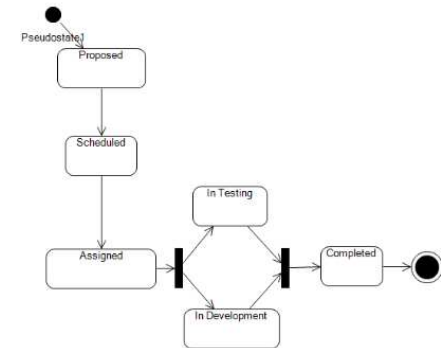 Pseudostate1
Proposed
Scheduled
In Testing
Assigned
Completed
In Development